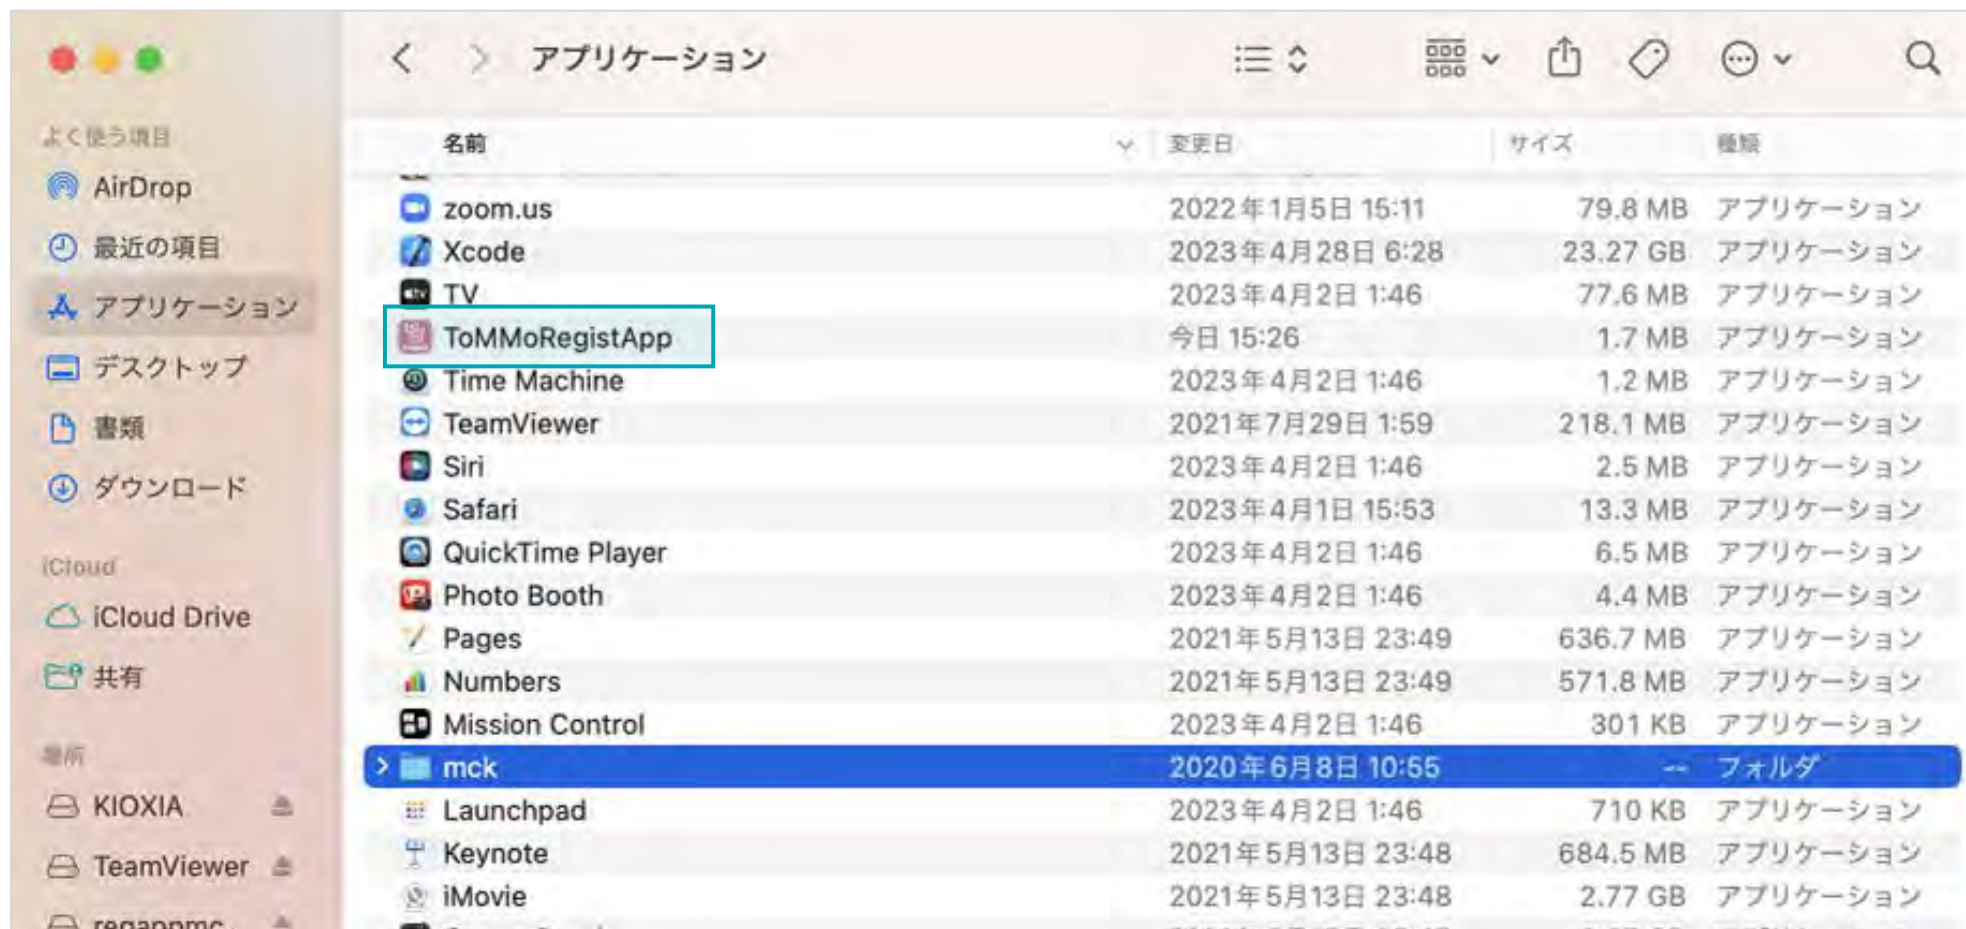 アプリケーション
よく使う項目
AirDrop
最近の項目
アプリケーション
デスクトップ
書類
ダウンロード
iCloud
iCloud Drive
共有
場所
KIOXIA
TeamViewer
名前 変更日 サイズ 種類
zoom.us 2022年1月5日 15:11 79.8 MB アプリケーション
Xcode 2023年4月28日 6:28 23.27 GB アプリケーション
TV 2023年4月2日 1:46 77.6 MB アプリケーション
ToMMoRegistApp 今日 15:26 1.7 MB アプリケーション
Time Machine 2023年4月2日 1:46 1.2 MB アプリケーション
TeamViewer 2021年7月29日 1:59 218.1 MB アプリケーション
Siri 2023年4月2日 1:46 2.5 MB アプリケーション
Safari 2023年4月1日 15:53 13.3 MB アプリケーション
QuickTime Player 2023年4月2日 1:46 6.5 MB アプリケーション
Photo Booth 2023年4月2日 1:46 4.4 MB アプリケーション
Pages 2021年5月13日 23:49 636.7 MB アプリケーション
Numbers 2021年5月13日 23:49 571.8 MB アプリケーション
Mission Control 2023年4月2日 1:46 301 KB アプリケーション
mck 2020年6月8日 10:55 -- フォルダ
Launchpad 2023年4月2日 1:46 710 KB アプリケーション
Keynote 2021年5月13日 23:48 684.5 MB アプリケーション
iMovie 2021年5月13日 23:48 2.77 GB アプリケーション